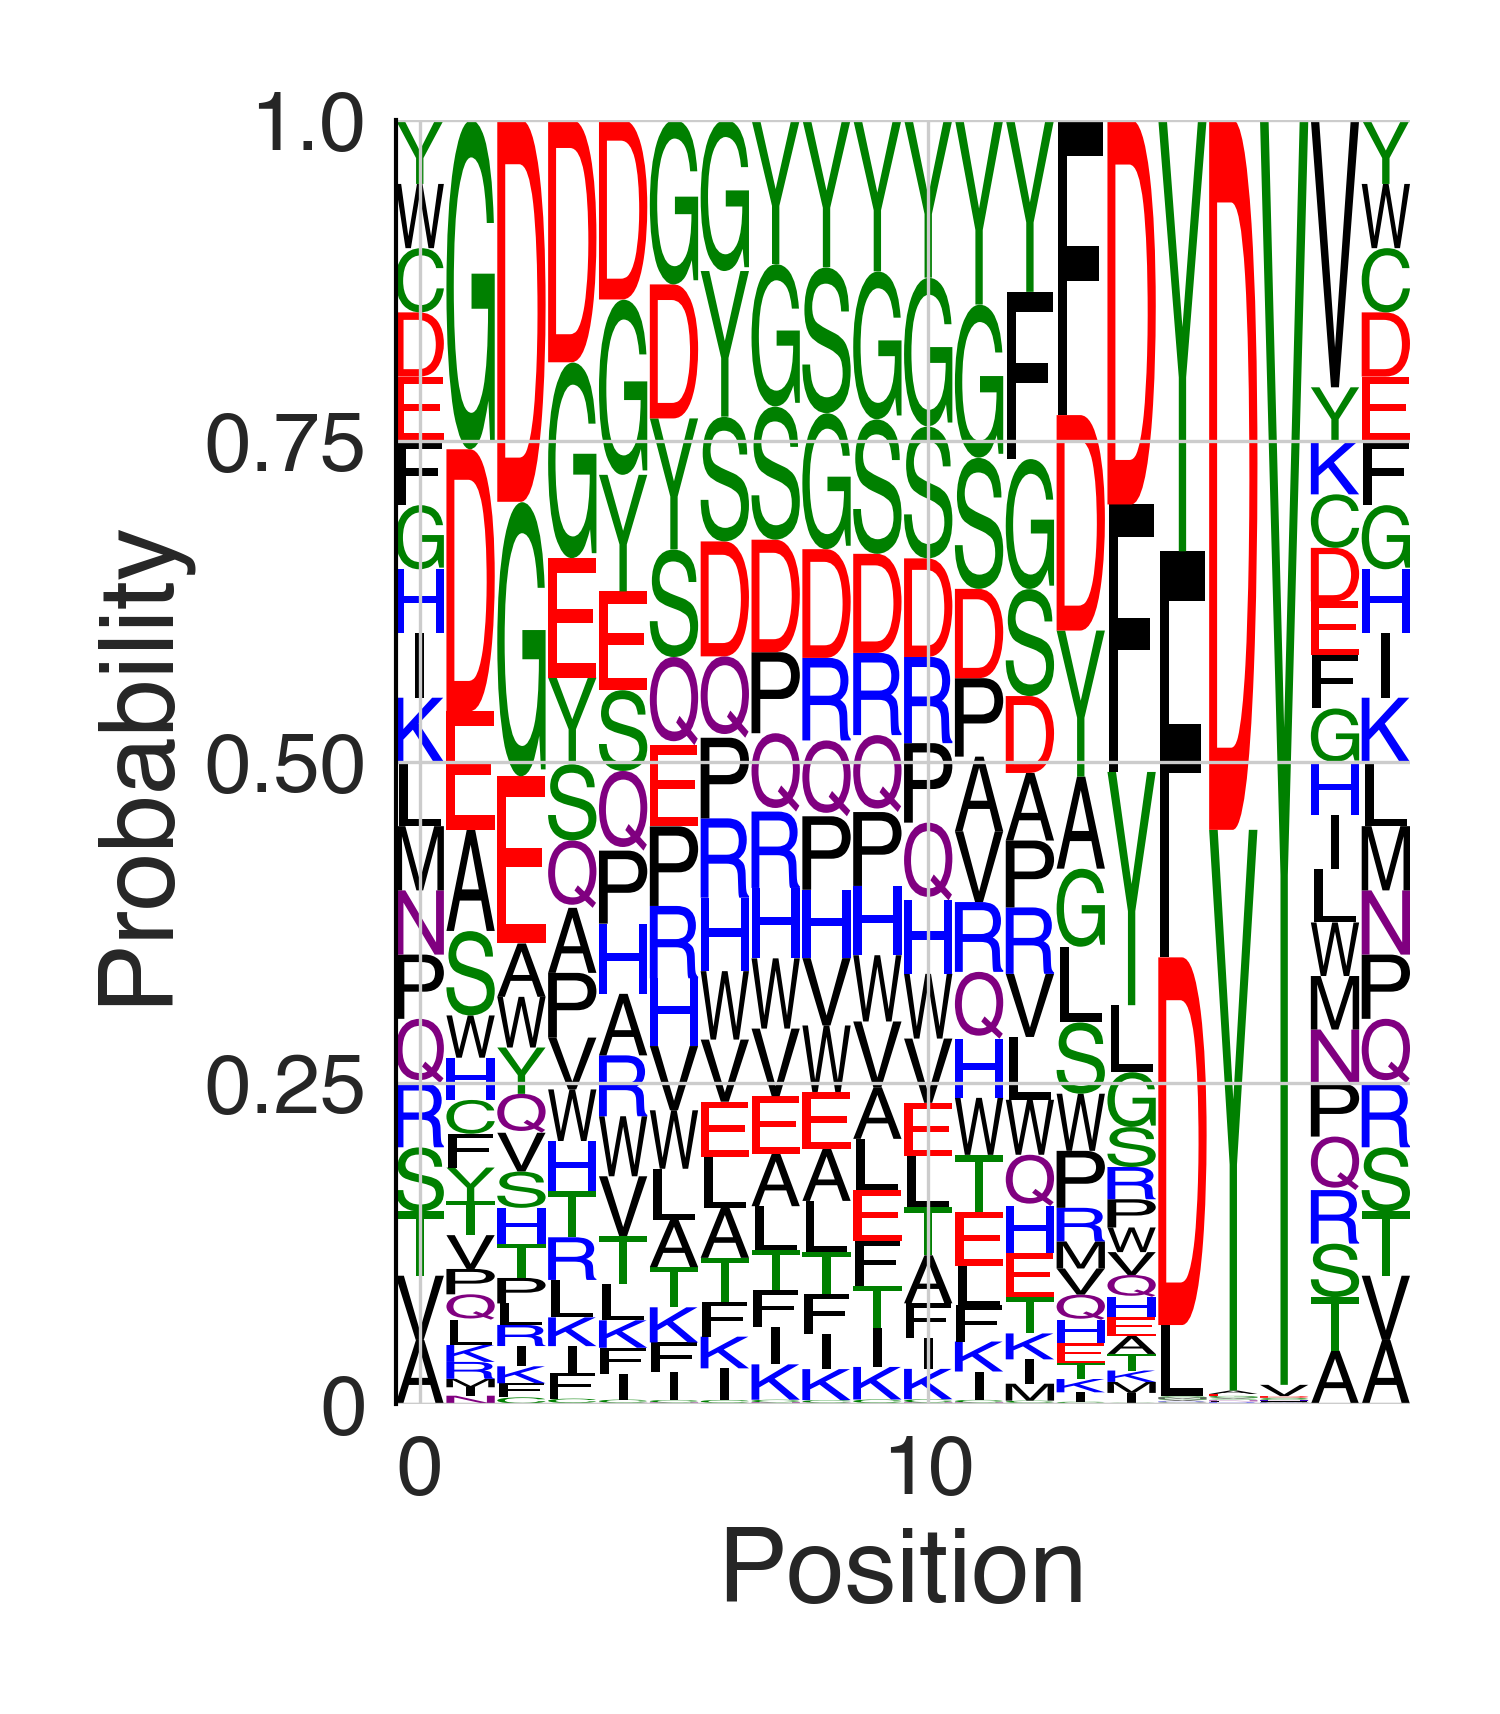 1.0
0.75
0.50
0.25
0
Probability
Y W C D E F G H I K L M N P Q R S T V A
G D E A S W H C F Y V P Q L K R
D G E A W Y Q V S H T P L R I K F
D G E Y S Q A P V W H T R L K I F
D G Y E S Q P H A R W V T L K F I
G D Y S Q E P R H V W L A T K F I
G Y S D Q P R H W V E L A T F K I
Y G S D P Q R H W V E A L T F I K
Y S G D R Q P H V W E A L T F I K
Y G S D R Q P H W V A L E F T I K
Y G S D R P Q H W V E L T A F I K
Y G S D P A V R Q H W T E L F K I
Y F G S D A P R V L W Q H E T K I M
F D Y A G L S W P R M V Q H E T K I
D F Y L G S R P W V Q H E A T K M I
Y F D L
D Y
Y V
V Y K C D E F G H I L W M N P Q R S T A
Y W C D E F G H I K L M N P Q R S T V A
0 10
Position